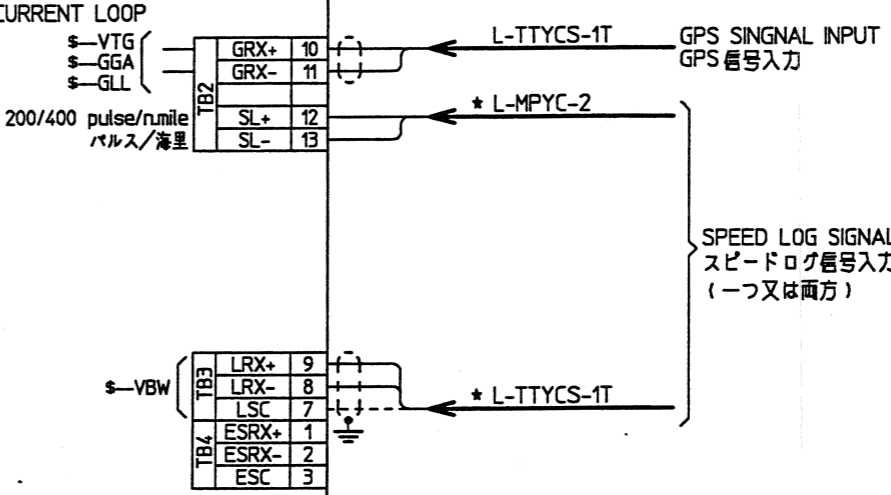 CURRENT LOOP
$—VTG
$—GGA
$—GLL
TB2
GRX+ 10
GRX- 11
SL+ 12
SL- 13
200/400 pulse/n.mile
パルス/海里
L-TTYCS-1T
GPS SINGNAL INPUT
GPS信号入力
* L-MPYC-2
SPEED LOG SIGNAL
スピードログ信号入力
(一つ又は両方)
$—VBW
TB3
LRX+ 9
LRX- 8
LSC 7
* L-TTYCS-1T
TB4
ESRX+ 1
ESRX- 2
ESC 3